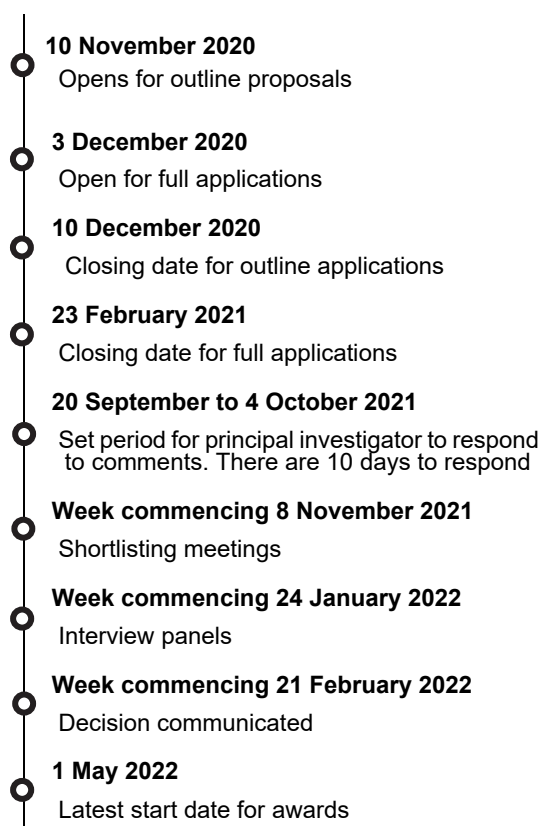 10 November 2020
Opens for outline proposals
3 December 2020
Open for full applications
10 December 2020
Closing date for outline applications
23 February 2021
Closing date for full applications
20 September to 4 October 2021
Set period for principal investigator to respond
to comments. There are 10 days to respond
Week commencing 8 November 2021
Shortlisting meetings
Week commencing 24 January 2022
Interview panels
Week commencing 21 February 2022
Decision communicated
1 May 2022
Latest start date for awards